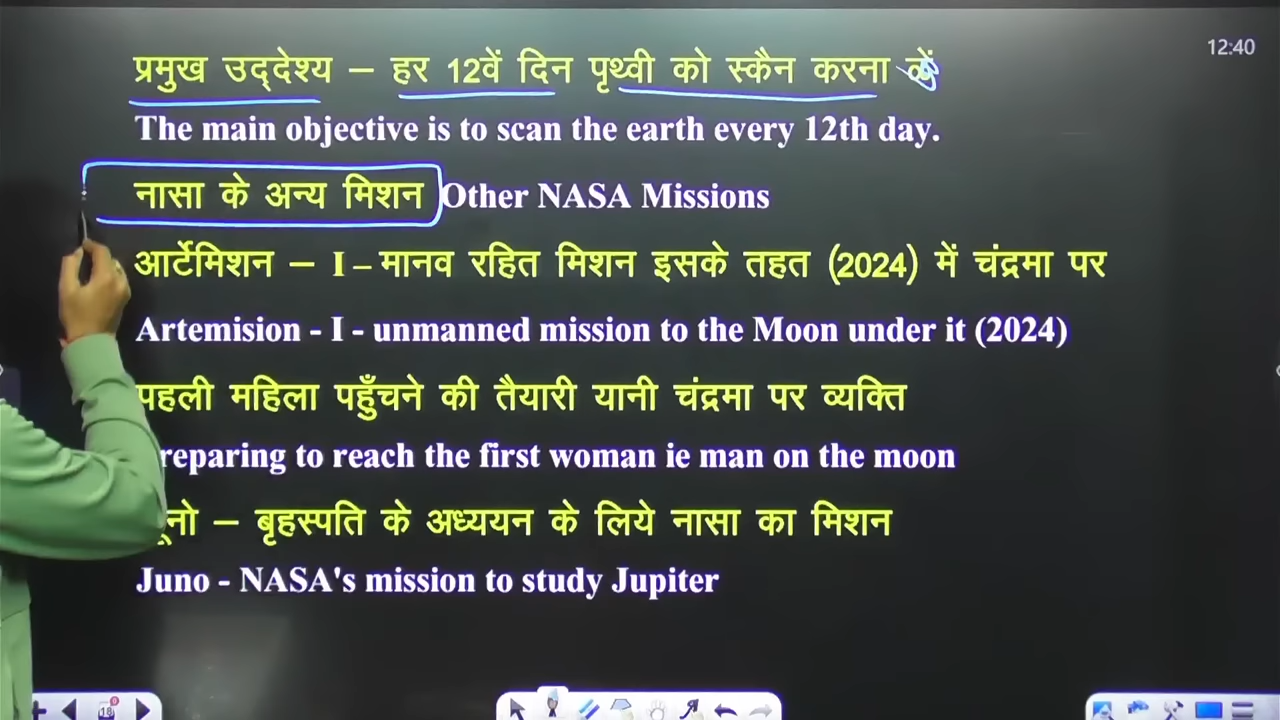 12:40
प्रमुख उद्देश्य – हर 12वें दिन पृथ्वी को स्कैन करना
The main objective is to scan the earth every 12th day.
नासा के अन्य मिशन Other NASA Missions
आर्टेमिशन – I – मानव रहित मिशन इसके तहत (2024) में चंद्रमा पर
Artemision - I - unmanned mission to the Moon under it (2024)
पहली महिला पहुँचने की तैयारी यानी चंद्रमा पर व्यक्ति
reparing to reach the first woman ie man on the moon
– बृहस्पति के अध्ययन के लिये नासा का मिशन
Juno - NASA's mission to study Jupiter
18